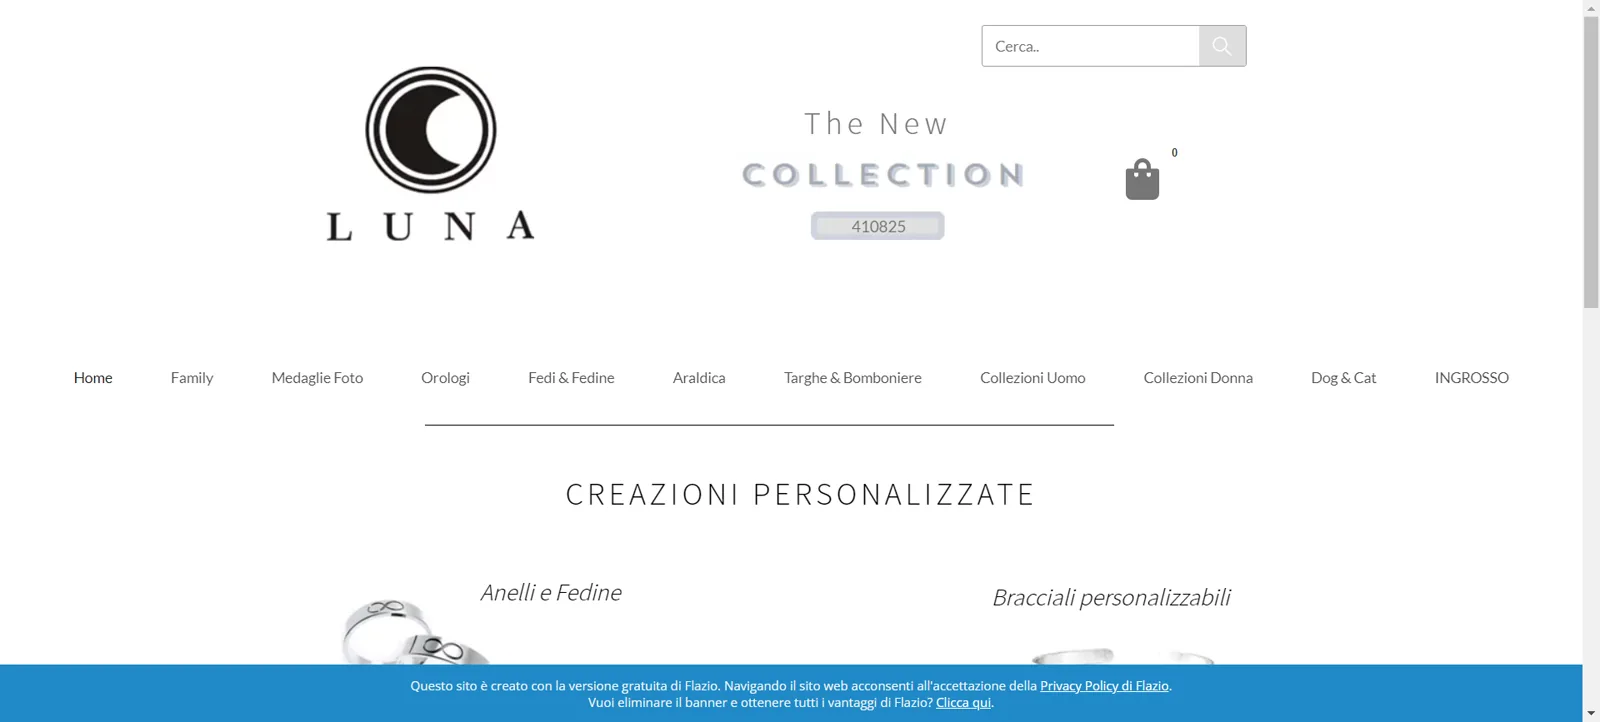 Cerca..
LUNA
The New
COLLECTION
410825
0
Home
Family
Medaglie Foto
Orologi
Fedi & Fedine
Araldica
Targhe & Bomboniere
Collezioni Uomo
Collezioni Donna
Dog & Cat
INGROSSO
CREAZIONI PERSONALIZZATE
Anelli e Fedine
Bracciali personalizzabili
Questo sito è creato con la versione gratuita di Flazio. Navigando il sito web acconsenti all'accettazione della Privacy Policy di Flazio.
Vuoi eliminare il banner e ottenere tutti i vantaggi di Flazio? Clicca qui.